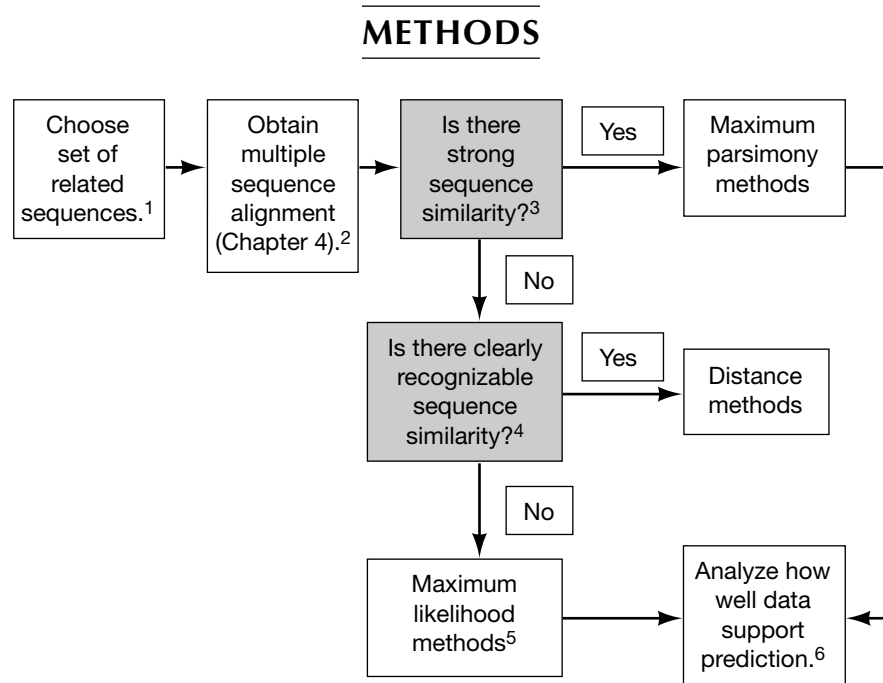 METHODS
Choose
set of
related
sequences.1
Obtain
multiple
sequence
alignment
(Chapter 4).2
Is there
strong
sequence
similarity?3
Yes
Maximum
parsimony
methods
No
Is there clearly
recognizable
sequence
similarity?4
Yes
Distance
methods
No
Maximum
likelihood
methods5
Analyze how
well data
support
prediction.6